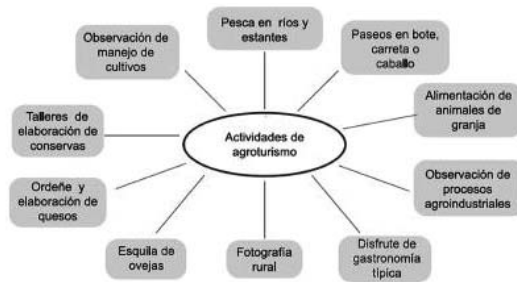 Pesca en ríos y
estantes
Observación de
manejo de
cultivos
Paseos en bote,
carreta o
caballo
Talleres de
elaboración de
conservas
Actividades de
agroturismo
Alimentación de
animales de
granja
Ordeñe y
elaboración de
quesos
Observación de
procesos
agroindustriales
Esquila de
ovejas
Fotografía
rural
Disfrute de
gastronomía
típica